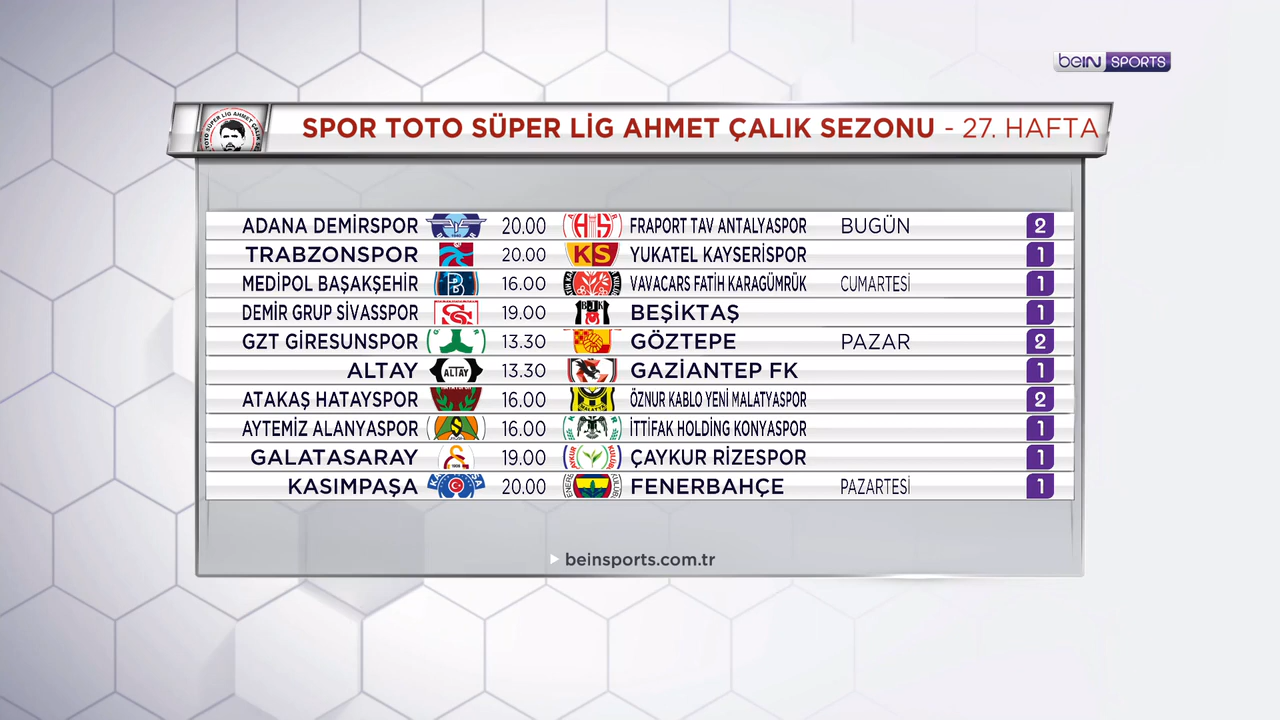 beIN SPORTS
SPOR TOTO SÜPER LİG AHMET ÇALIK SEZONU - 27. HAFTA
ADANA DEMİRSPOR 20.00 FRAPORT TAV ANTALYASPOR BUGÜN 2
TRABZONSPOR 20.00 YUKATEL KAYSERİSPOR 1
MEDİPOL BAŞAKŞEHİR 16.00 VAVACARS FATİH KARAGÜMRÜK CUMARTESİ 1
DEMİR GRUP SİVASSPOR 19.00 BEŞİKTAŞ 1
GZT GİRESUNSPOR 13.30 GÖZTEPE PAZAR 2
ALTAY 13.30 GAZİANTEP FK 1
ATAKAŞ HATAYSPOR 16.00 ÖZNUR KABLO YENİ MALATYASPOR 2
AYTEMİZ ALANYASPOR 16.00 İTTİFAK HOLDİNG KONYASPOR 1
GALATASARAY 19.00 ÇAYKUR RİZESPOR 1
KASIMPAŞA 20.00 FENERBAHÇE PAZARTESİ 1
beinsports.com.tr